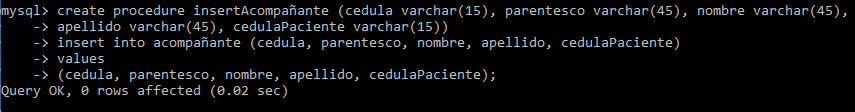 mysql> create procedure insertAcompañante (cedula varchar(15), parentesco varchar(45), nombre varchar(45),
    -> apellido varchar(45), cedulaPaciente varchar(15))
    -> insert into acompañante (cedula, parentesco, nombre, apellido, cedulaPaciente)
    -> values
    -> (cedula, parentesco, nombre, apellido, cedulaPaciente);
Query OK, 0 rows affected (0.02 sec)